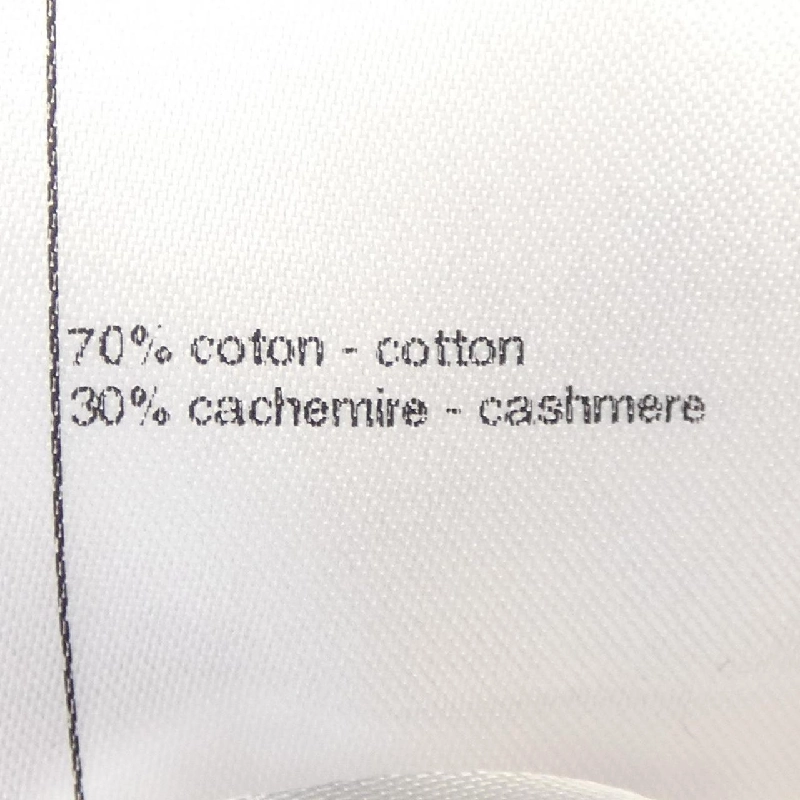 70% coton - cotton
30% cachemire - cashmere